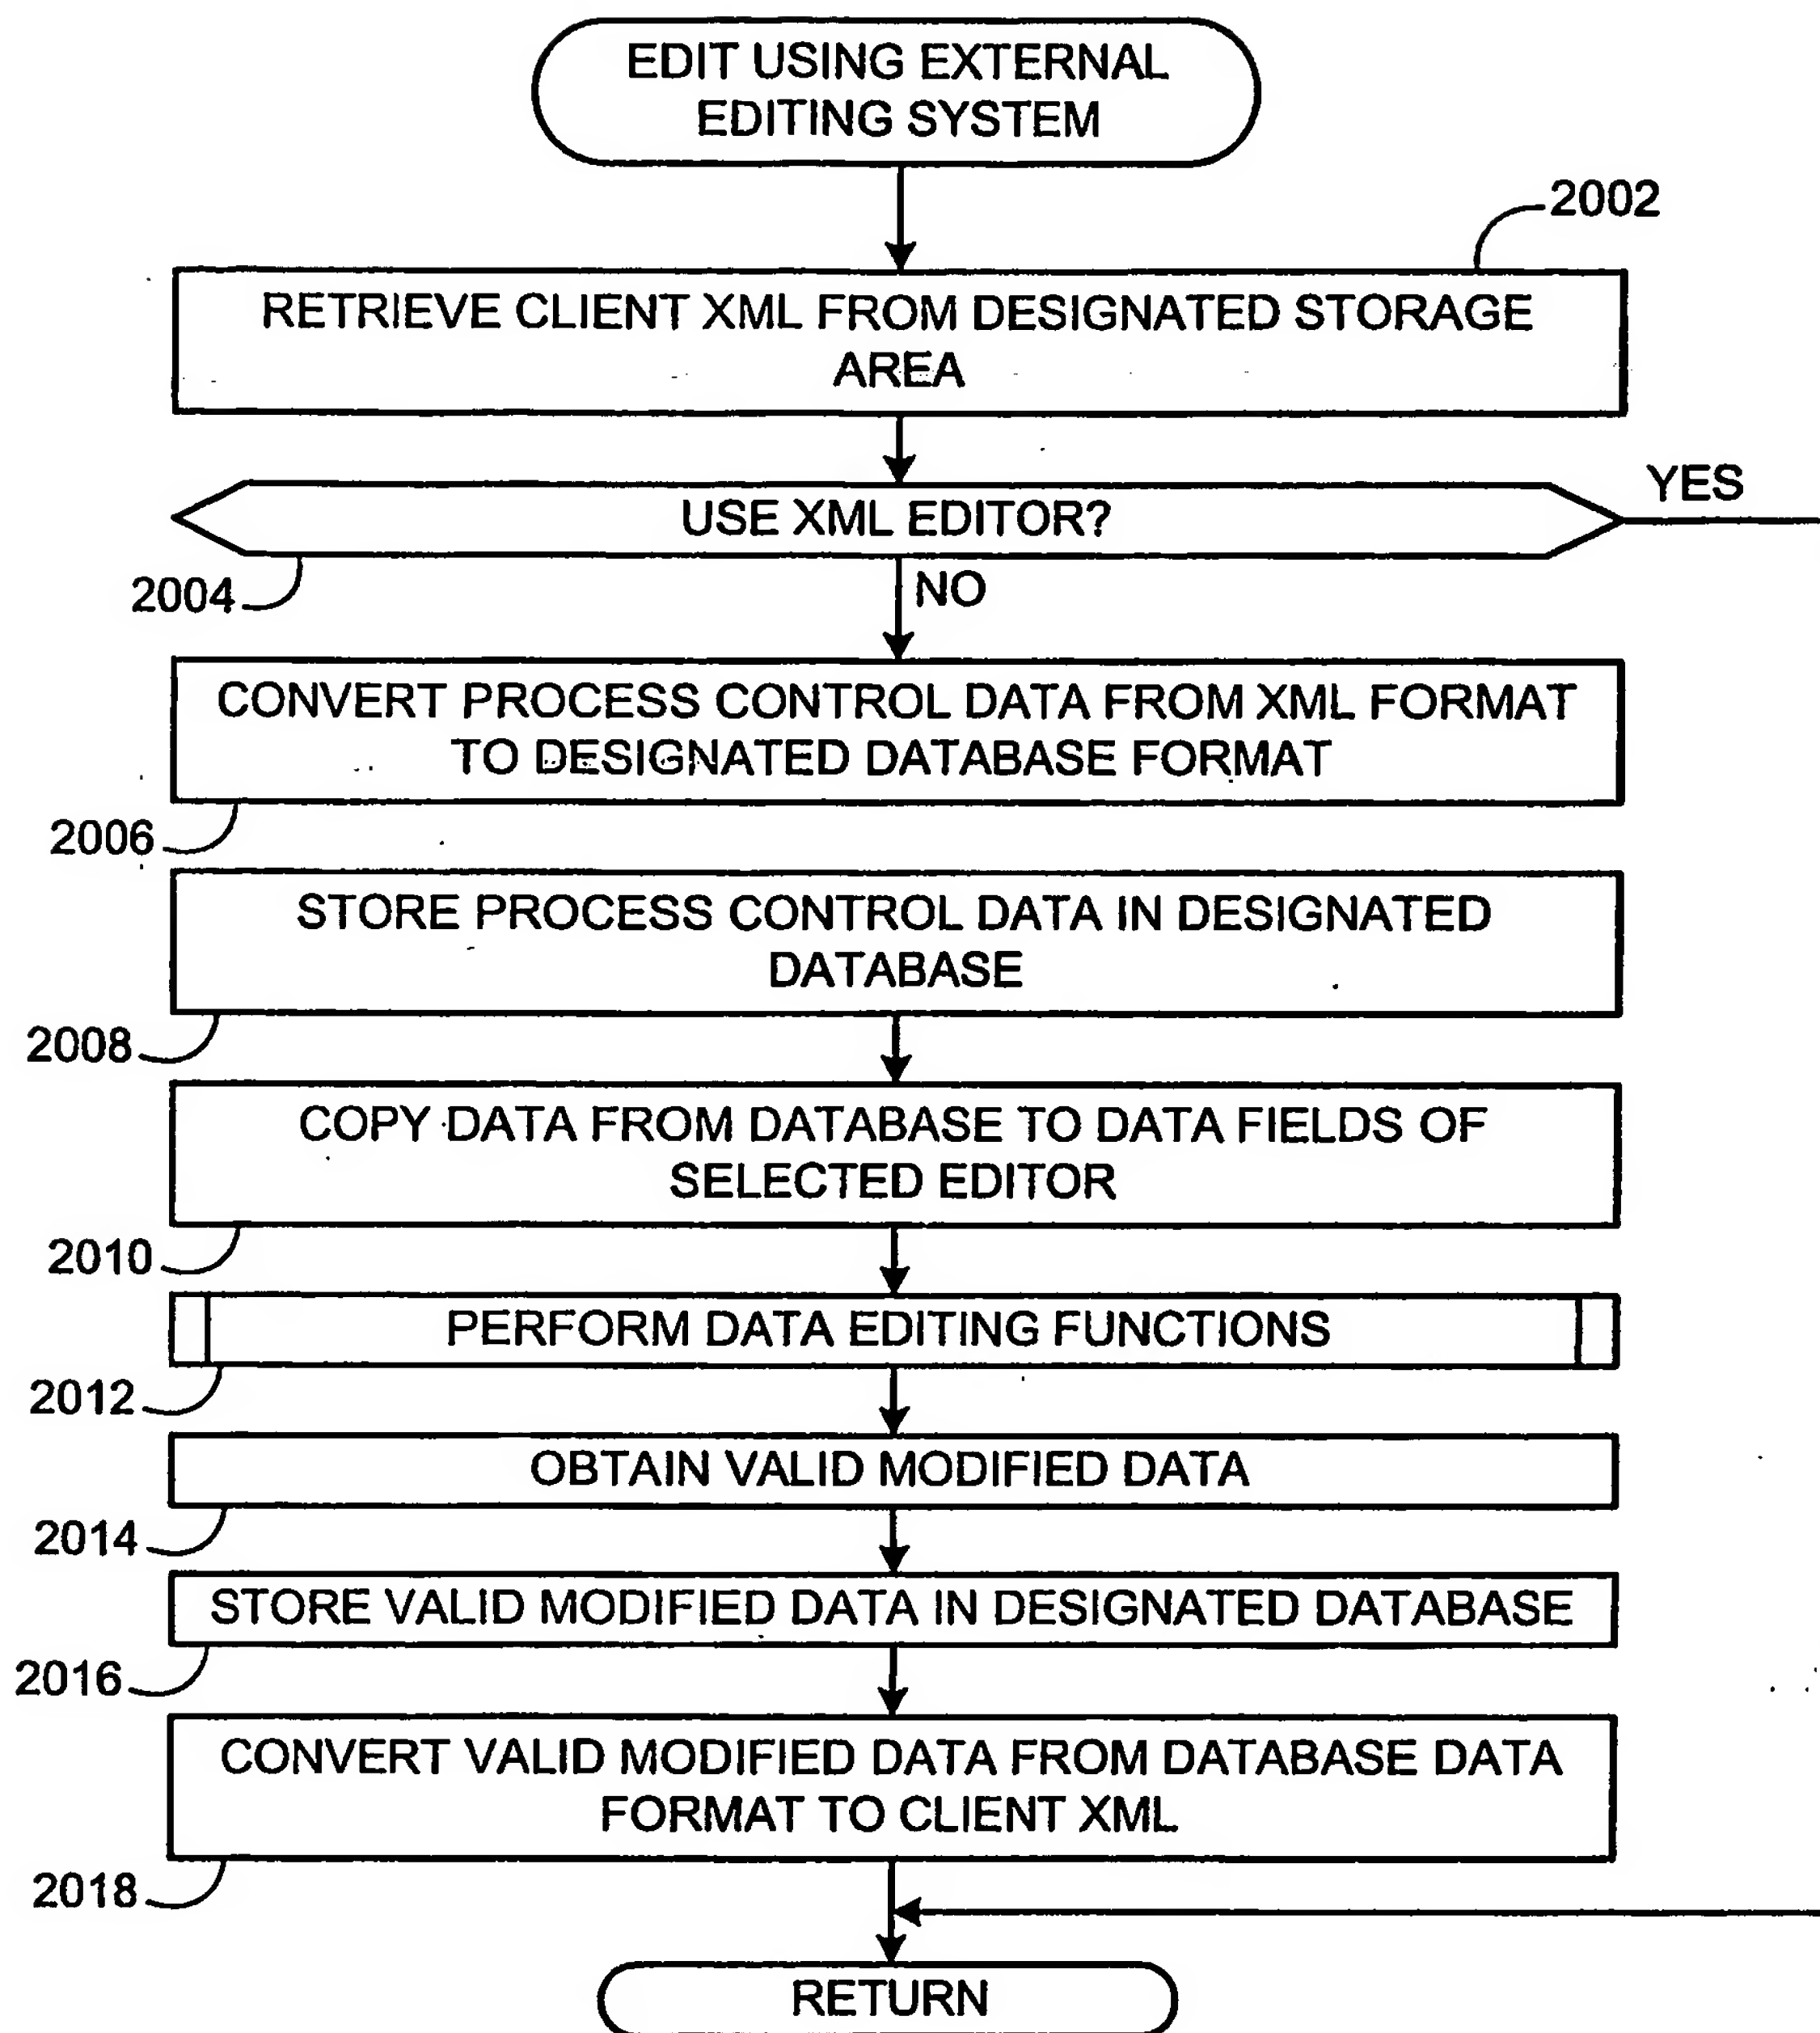 EDIT USING EXTERNAL
EDITING SYSTEM
2002
RETRIEVE CLIENT XML FROM DESIGNATED STORAGE
AREA
YES
USE XML EDITOR?
2004
NO
CONVERT PROCESS CONTROL DATA FROM XML FORMAT
TO DESIGNATED DATABASE FORMAT
2006
STORE PROCESS CONTROL DATA IN DESIGNATED
DATABASE
2008
COPY DATA FROM DATABASE TO DATA FIELDS OF
SELECTED EDITOR
2010
PERFORM DATA EDITING FUNCTIONS
2012
OBTAIN VALID MODIFIED DATA
2014
STORE VALID MODIFIED DATA IN DESIGNATED DATABASE
2016
CONVERT VALID MODIFIED DATA FROM DATABASE DATA
FORMAT TO CLIENT XML
2018
RETURN